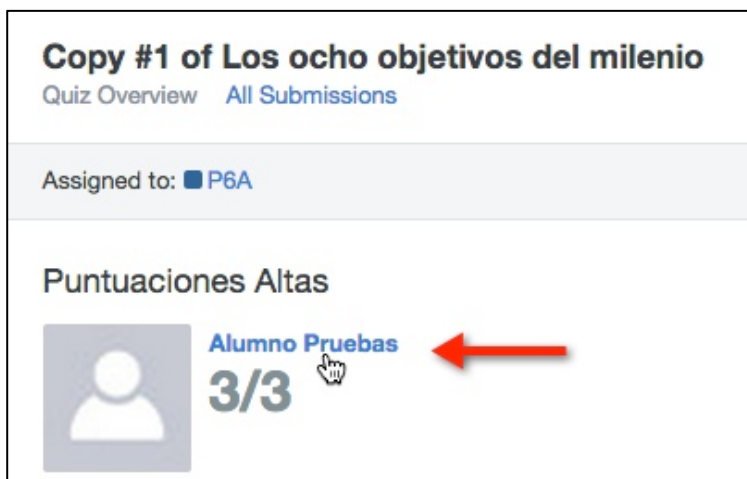 Copy #1 of Los ocho objetivos del milenio
Quiz Overview All Submissions
Assigned to: P6A
Puntuaciones Altas
Alumno Pruebas
3/3